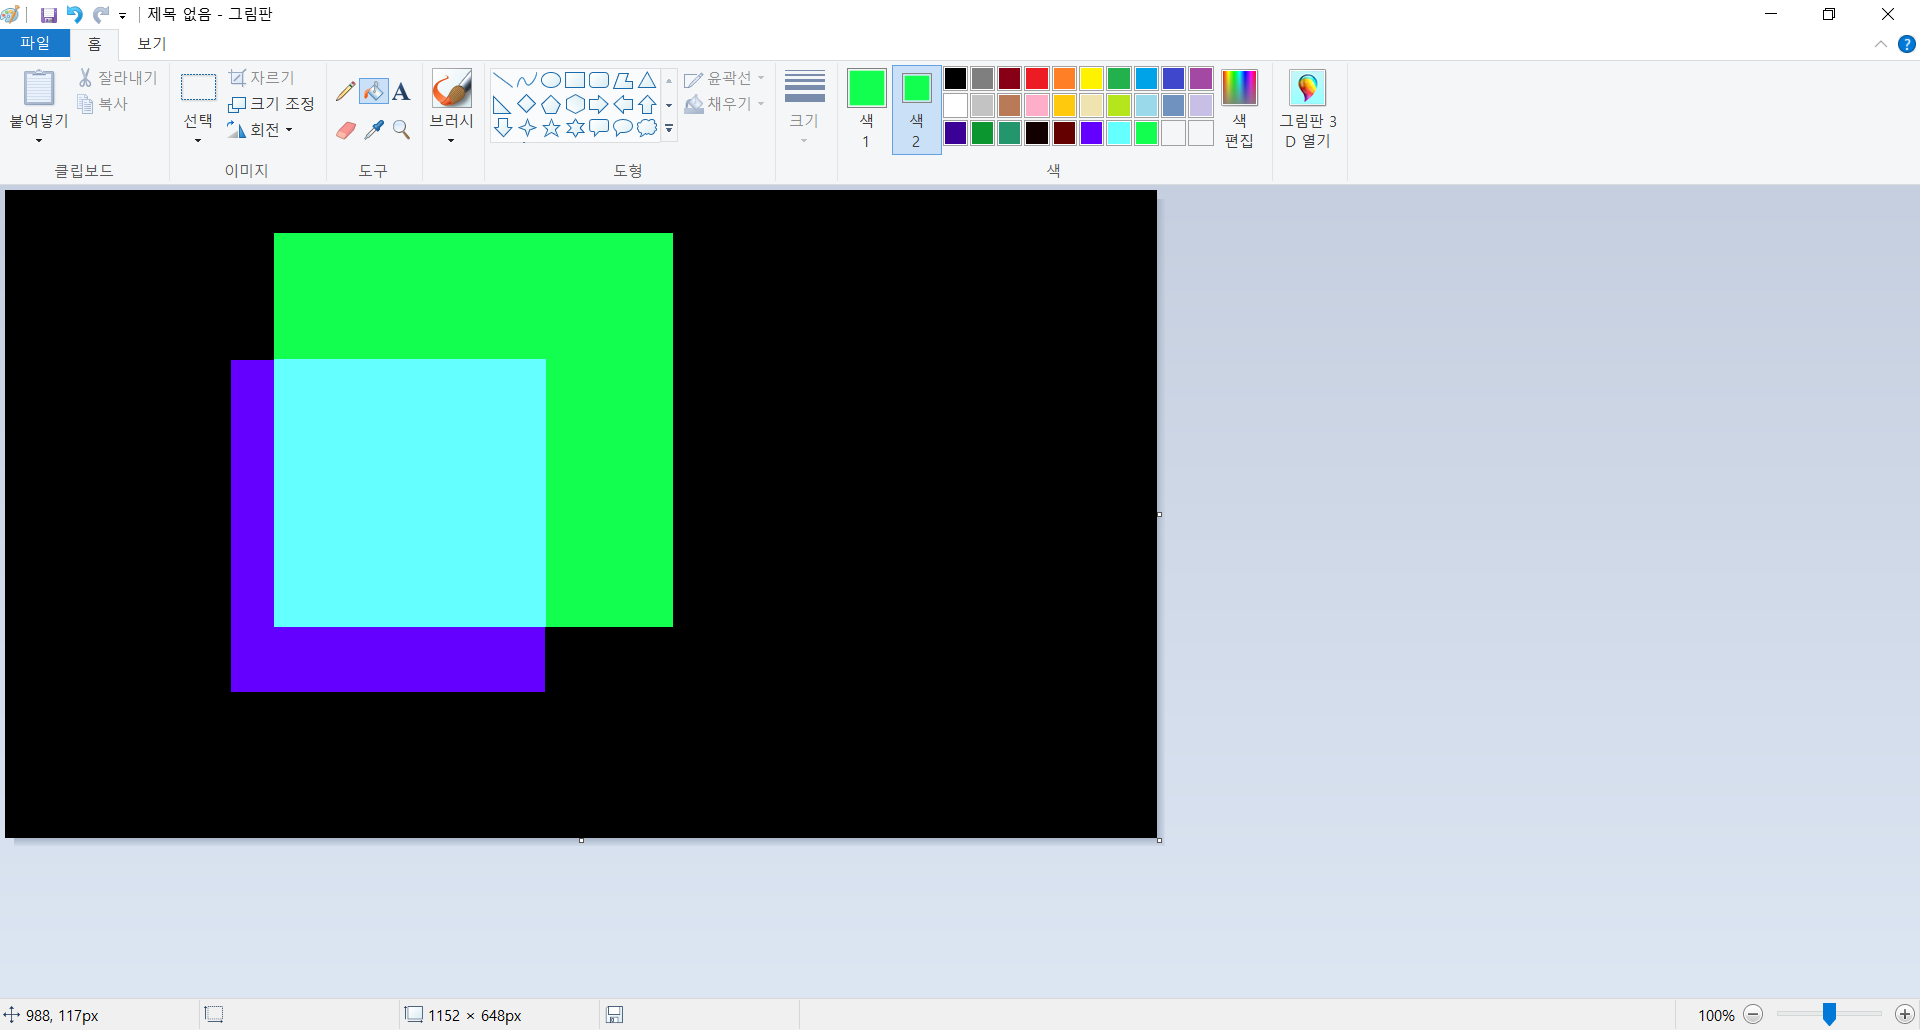 제목 없음 - 그림판
파일 홈 보기
붙여넣기
잘라내기
복사
클립보드
선택
자르기
크기 조정
회전
이미지
A
도구
브러시
윤곽선
채우기
도형
크기
색
1
색
2
색
편집
색
그림판 3
D 열기
?
988, 117px
1152 × 648px
100%